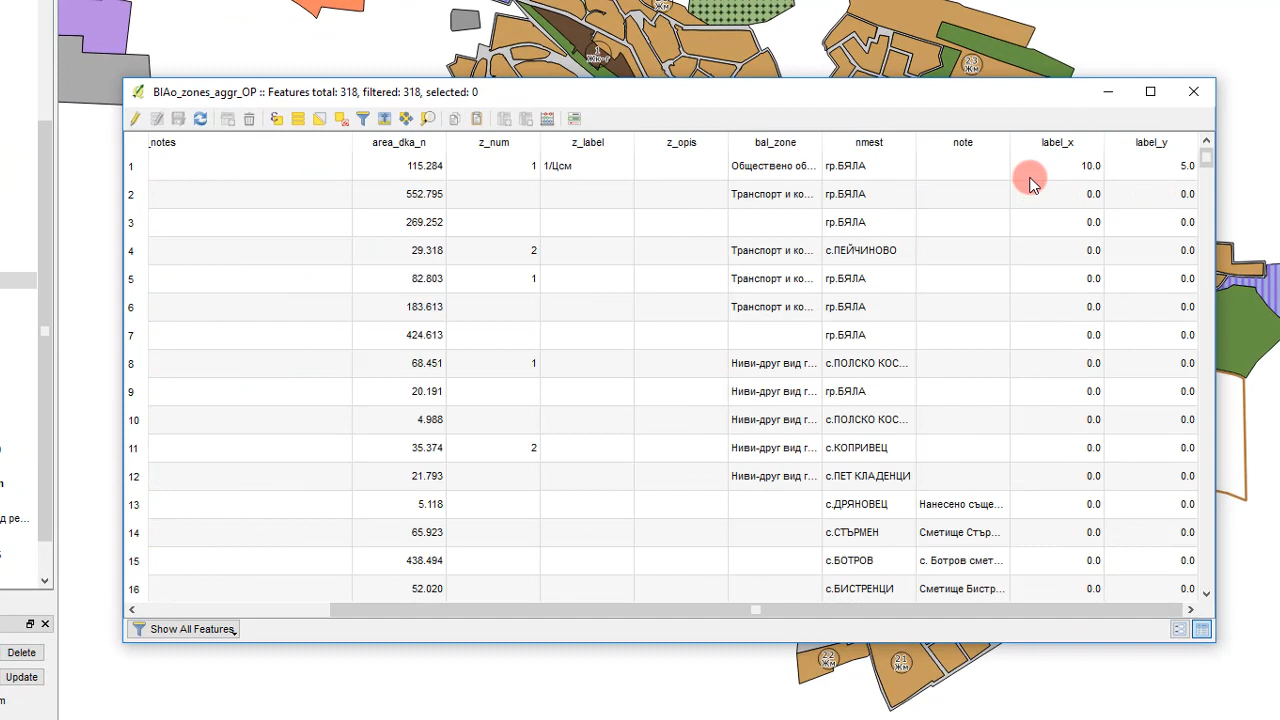 23
Жм
1
Жк-г
BIAo_zones_aggr_OP :: Features total: 318, filtered: 318, selected: 0
_notes area_dka_n z_num z_label z_opis bal_zone nmest note label_x label_y
1 115.284 1 1/Цсм Обществено об... гр.БЯЛА 10.0 5.0
2 552.795 Транспорт и ко... гр.БЯЛА 0.0 0.0
3 269.252 гр.БЯЛА 0.0 0.0
4 29.318 2 Транспорт и ко... с.ПЕЙЧИНОВО 0.0 0.0
5 82.803 1 Транспорт и ко... гр.БЯЛА 0.0 0.0
6 183.613 Транспорт и ко... гр.БЯЛА 0.0 0.0
7 424.613 гр.БЯЛА 0.0 0.0
8 68.451 1 Ниви-друг вид г... с.ПОЛСКО КОС... 0.0 0.0
9 20.191 Ниви-друг вид г... гр.БЯЛА 0.0 0.0
10 4.988 Ниви-друг вид г... с.ПОЛСКО КОС... 0.0 0.0
11 35.374 2 Ниви-друг вид г... с.КОПРИВЕЦ 0.0 0.0
12 21.793 Ниви-друг вид г... с.ПЕТ КЛАДЕНЦИ 0.0 0.0
13 5.118 с.ДРЯНОВЕЦ Нанесено също... 0.0 0.0
14 65.923 с.СТЪРМЕН Сметище Стър... 0.0 0.0
15 438.494 с.БОТРОВ с. Ботров смет... 0.0 0.0
16 52.020 с.БИСТРЕНЦИ Сметище Бистр... 0.0 0.0
Show All Features
д ре...
Delete
Update
22
Жм
21
Жм